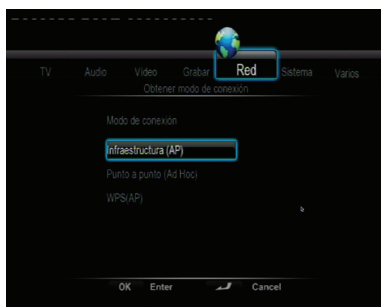 TV Audio Vídeo Grabar Red Sistema Varios
Obtener modo de conexión
Modo de conexión
Infraestructura (AP)
Punto a punto (Ad Hoc)
WPS(AP)
OK Enter Cancel